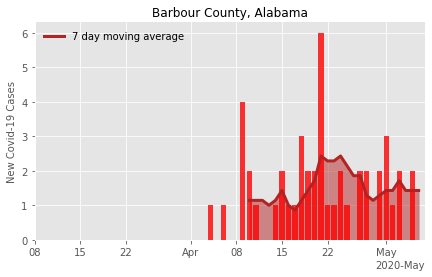 Barbour County, Alabama
7 day moving average
New Covid-19 Cases
6
5
4
3
2
1
0
08 15 22 Apr 08 15 22 May
2020-May